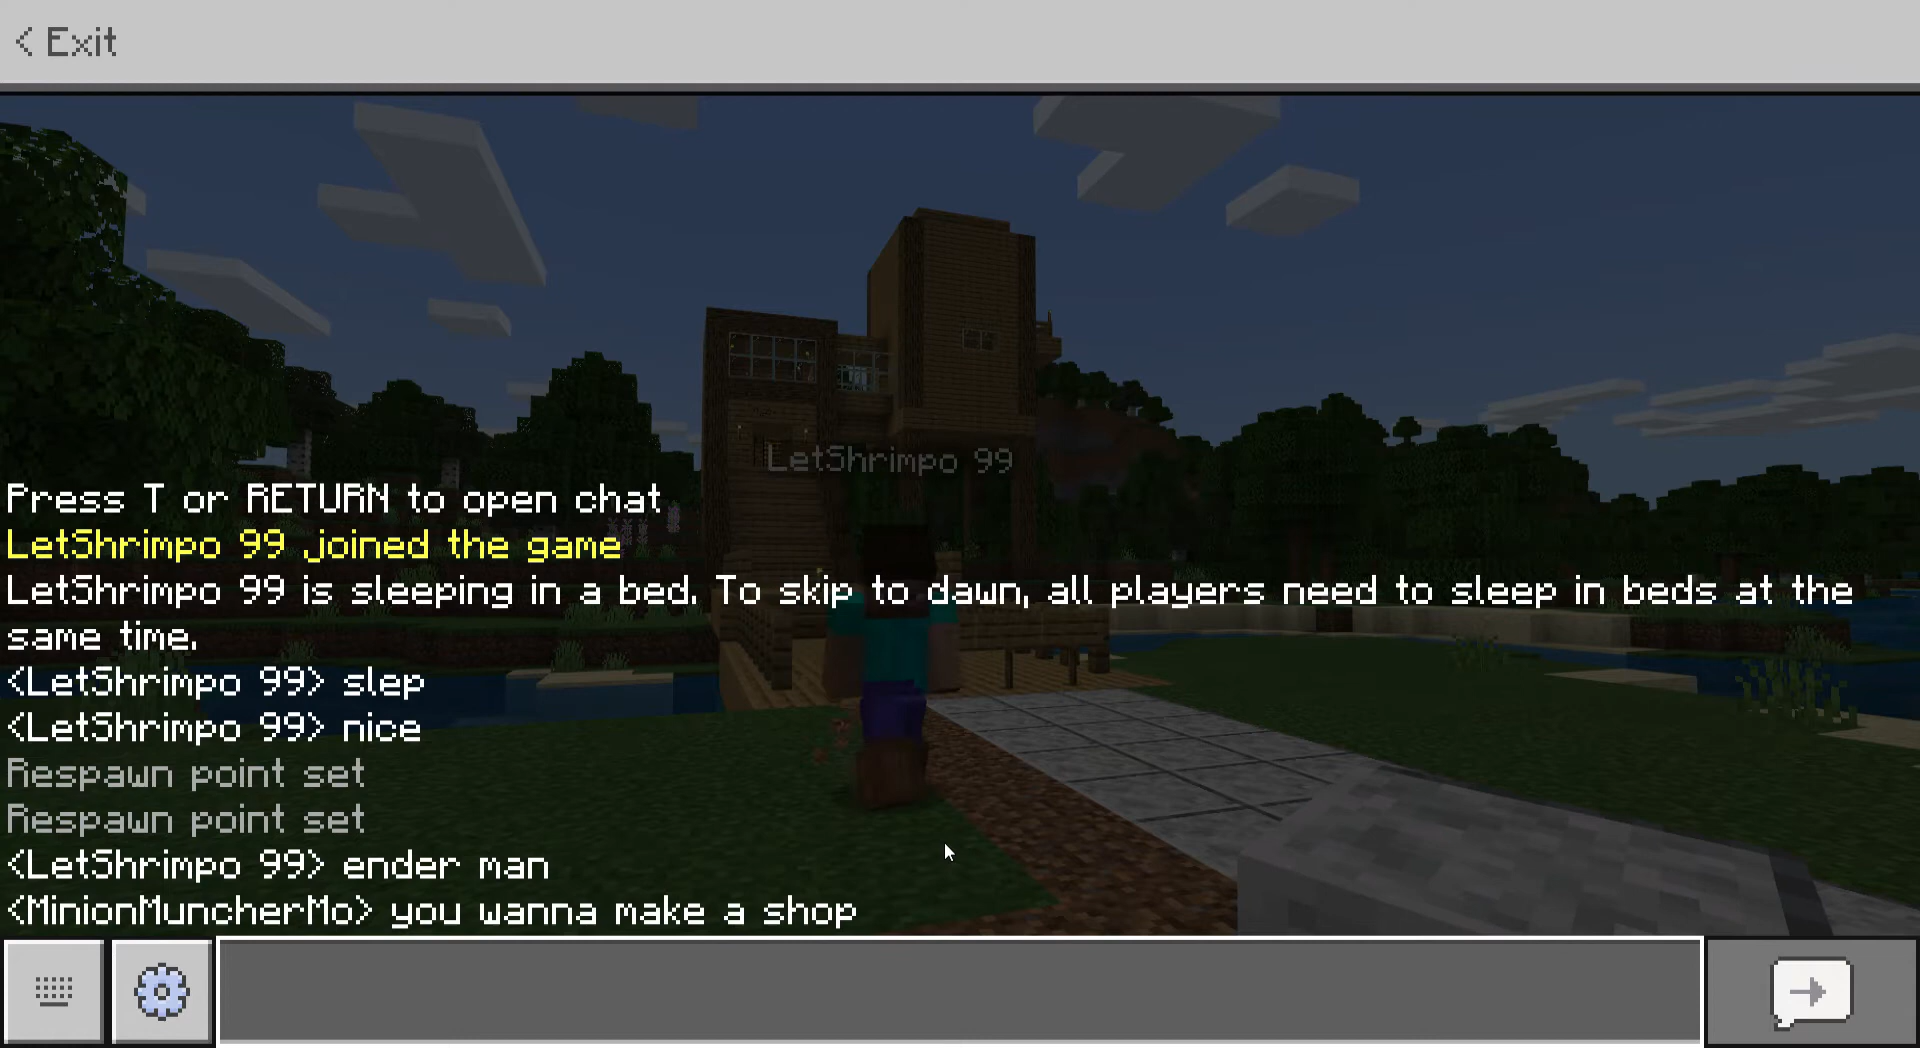 < Exit
LetShrimpo 99
Press T or RETURN to open chat
LetShrimpo 99 joined the game
LetShrimpo 99 is sleeping in a bed. To skip to dawn, all players need to sleep in beds at the
same time.
<LetShrimpo 99> slep
<LetShrimpo 99> nice
Respawn point set
Respawn point set
<LetShrimpo 99> ender man
<MinionMuncherMo> you wanna make a shop